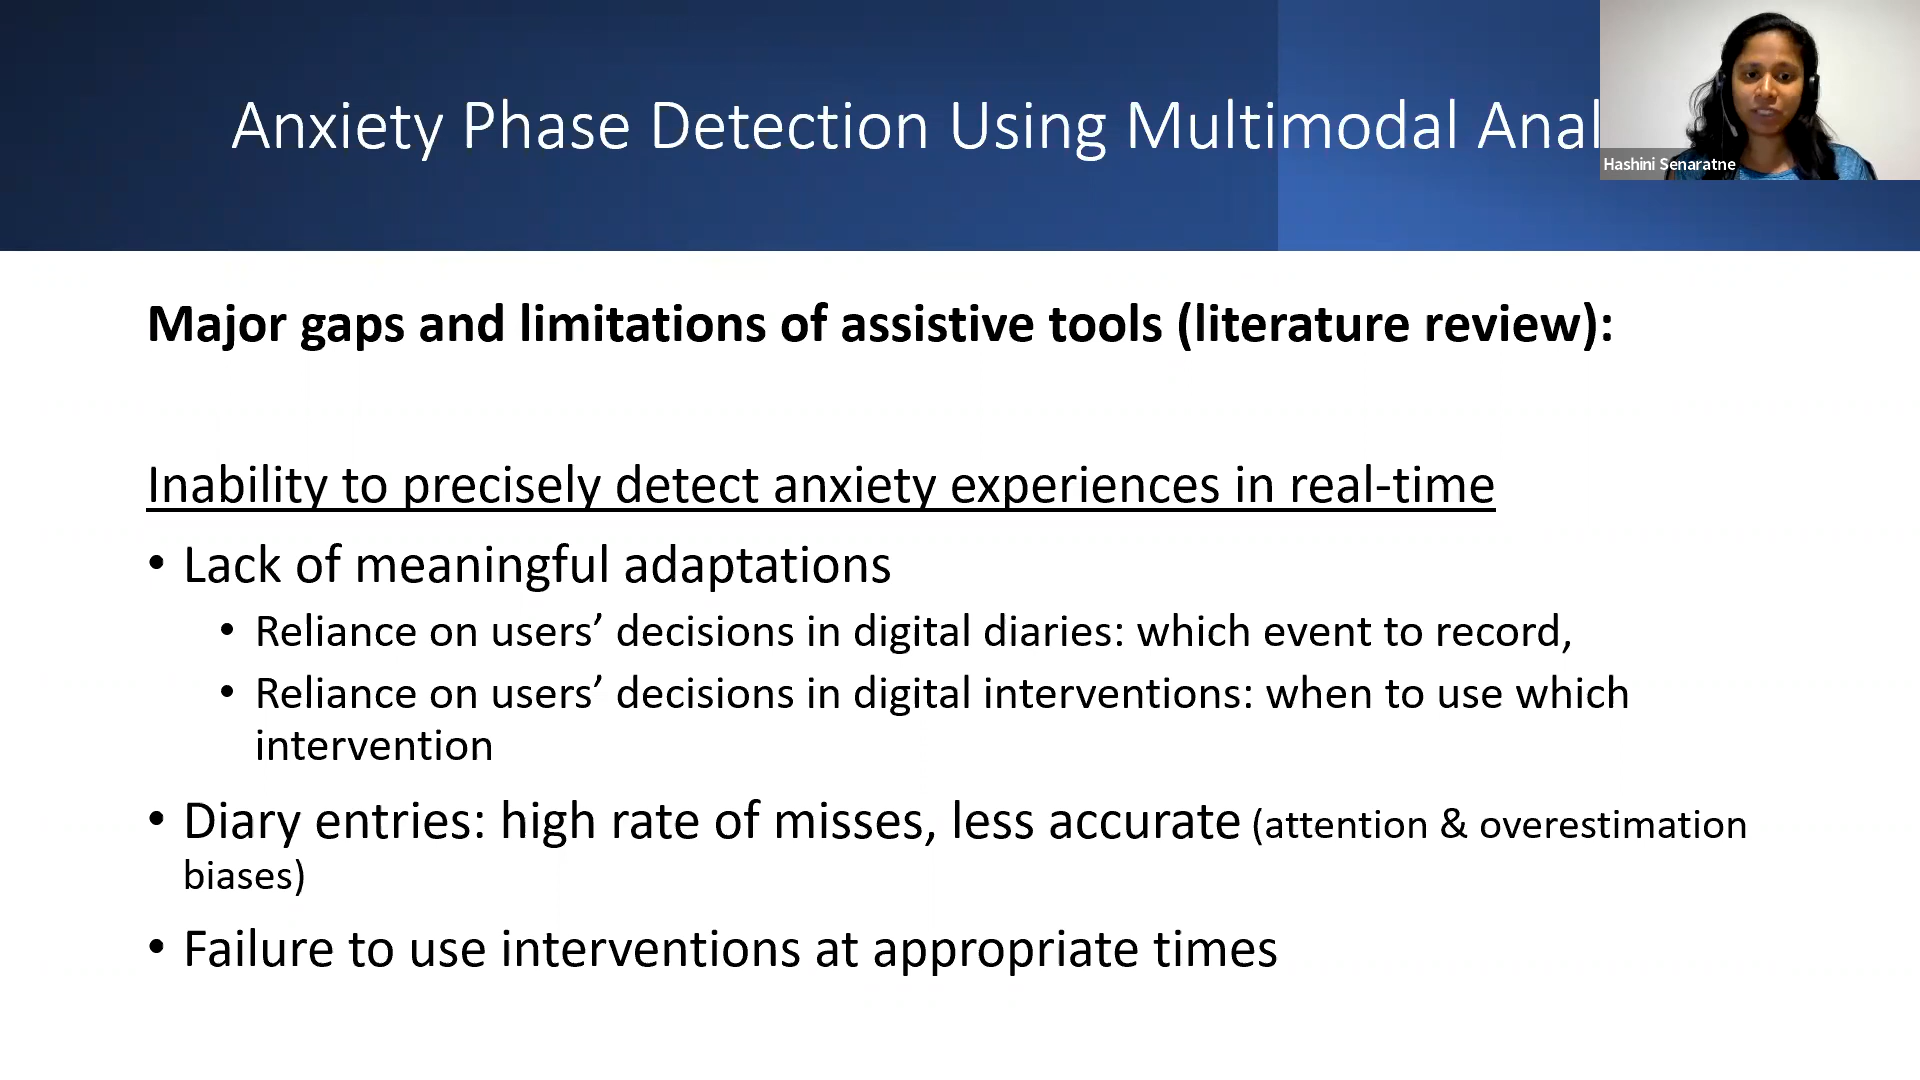 Anxiety Phase Detection Using Multimodal Anal
Hashini Senaratne
Major gaps and limitations of assistive tools (literature review):
Inability to precisely detect anxiety experiences in real-time
• Lack of meaningful adaptations
• Reliance on users’ decisions in digital diaries: which event to record,
• Reliance on users’ decisions in digital interventions: when to use which
intervention
• Diary entries: high rate of misses, less accurate (attention & overestimation
biases)
• Failure to use interventions at appropriate times